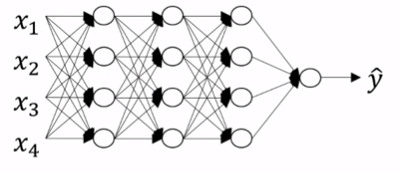 x₁
x₂
x₃
x₄
ŷ